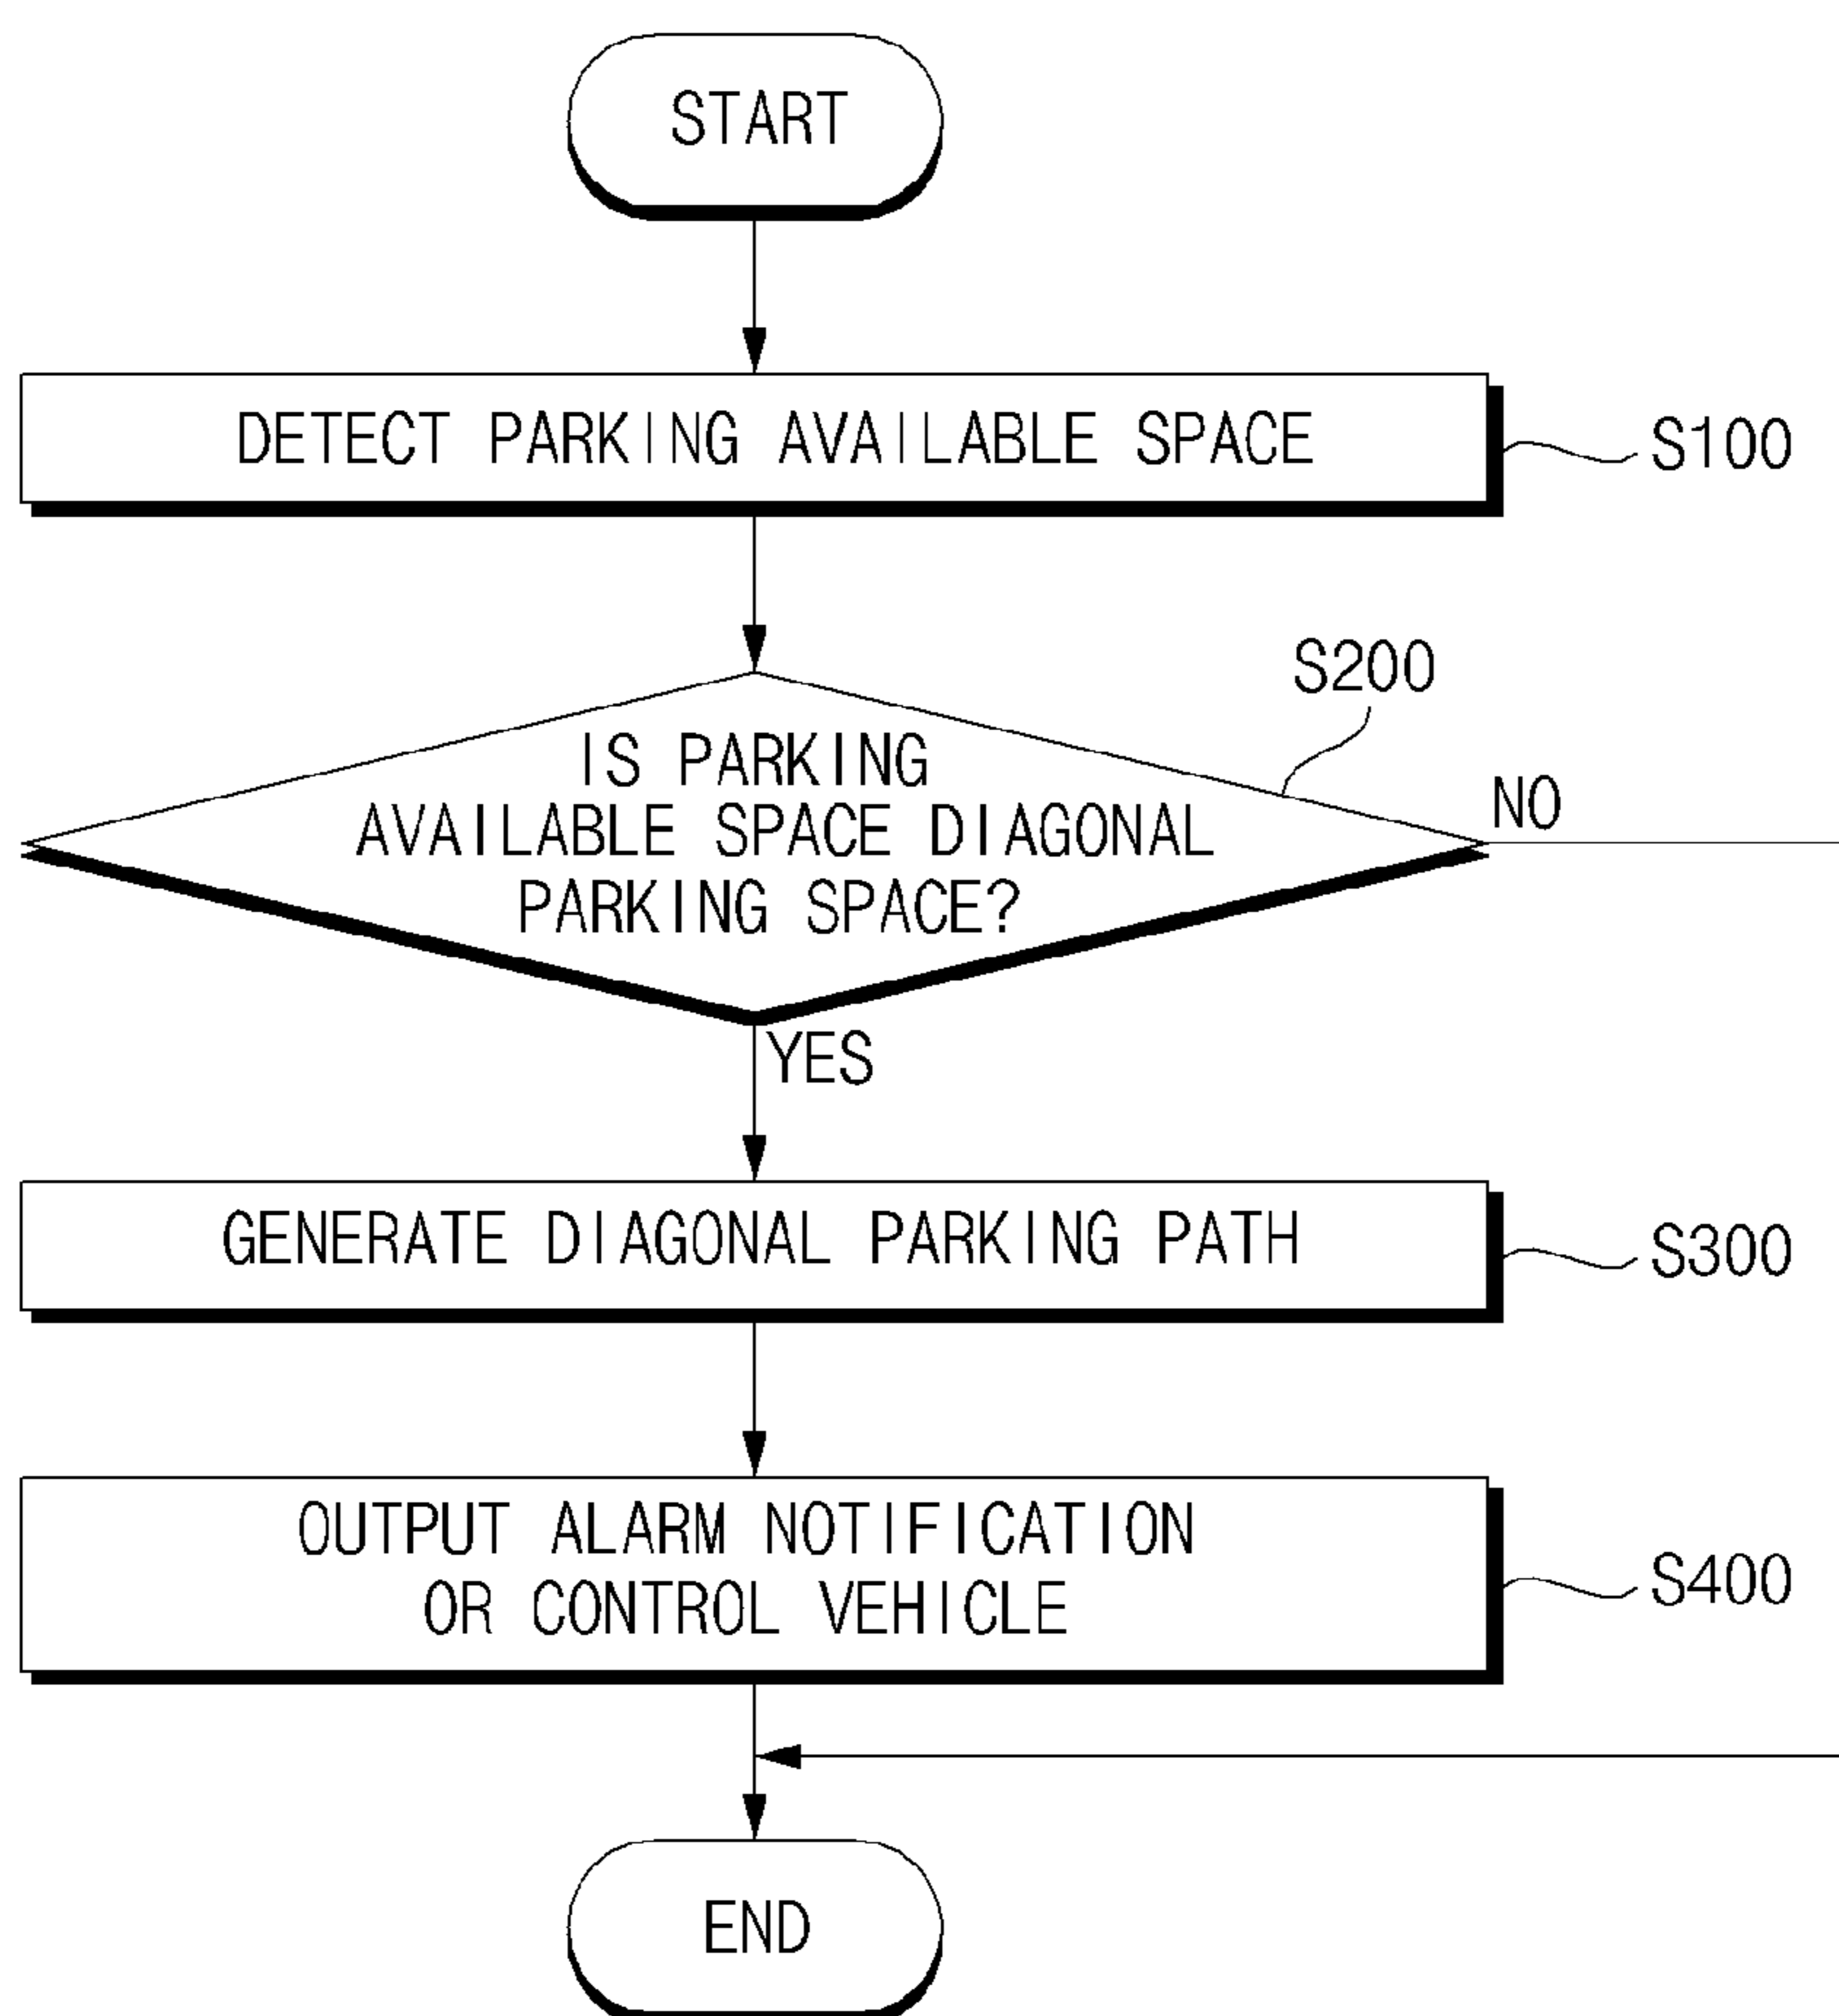 START
DETECT PARKING AVAILABLE SPACE
S100
S200
IS PARKING
AVAILABLE SPACE DIAGONAL
PARKING SPACE?
NO
YES
GENERATE DIAGONAL PARKING PATH
S300
OUTPUT ALARM NOTIFICATION
OR CONTROL VEHICLE
S400
END